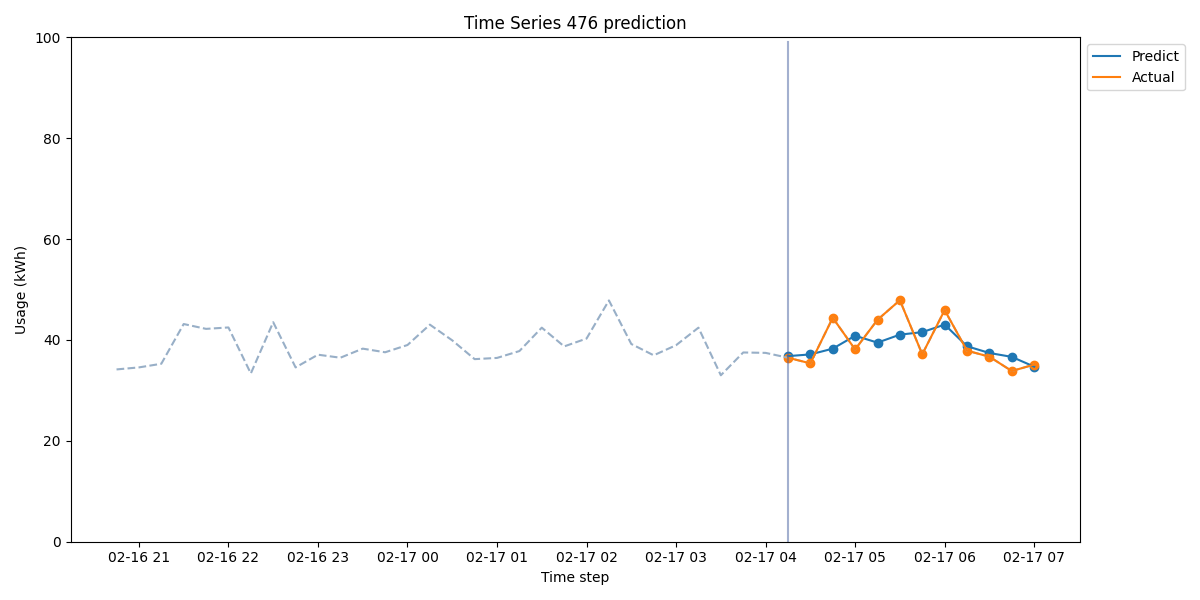 Time Series 476 prediction
Predict
Actual
100
80
60
40
20
0
Usage (kWh)
02-16 21 02-16 22 02-16 23 02-17 00 02-17 01 02-17 02 02-17 03 02-17 04 02-17 05 02-17 06 02-17 07
Time step